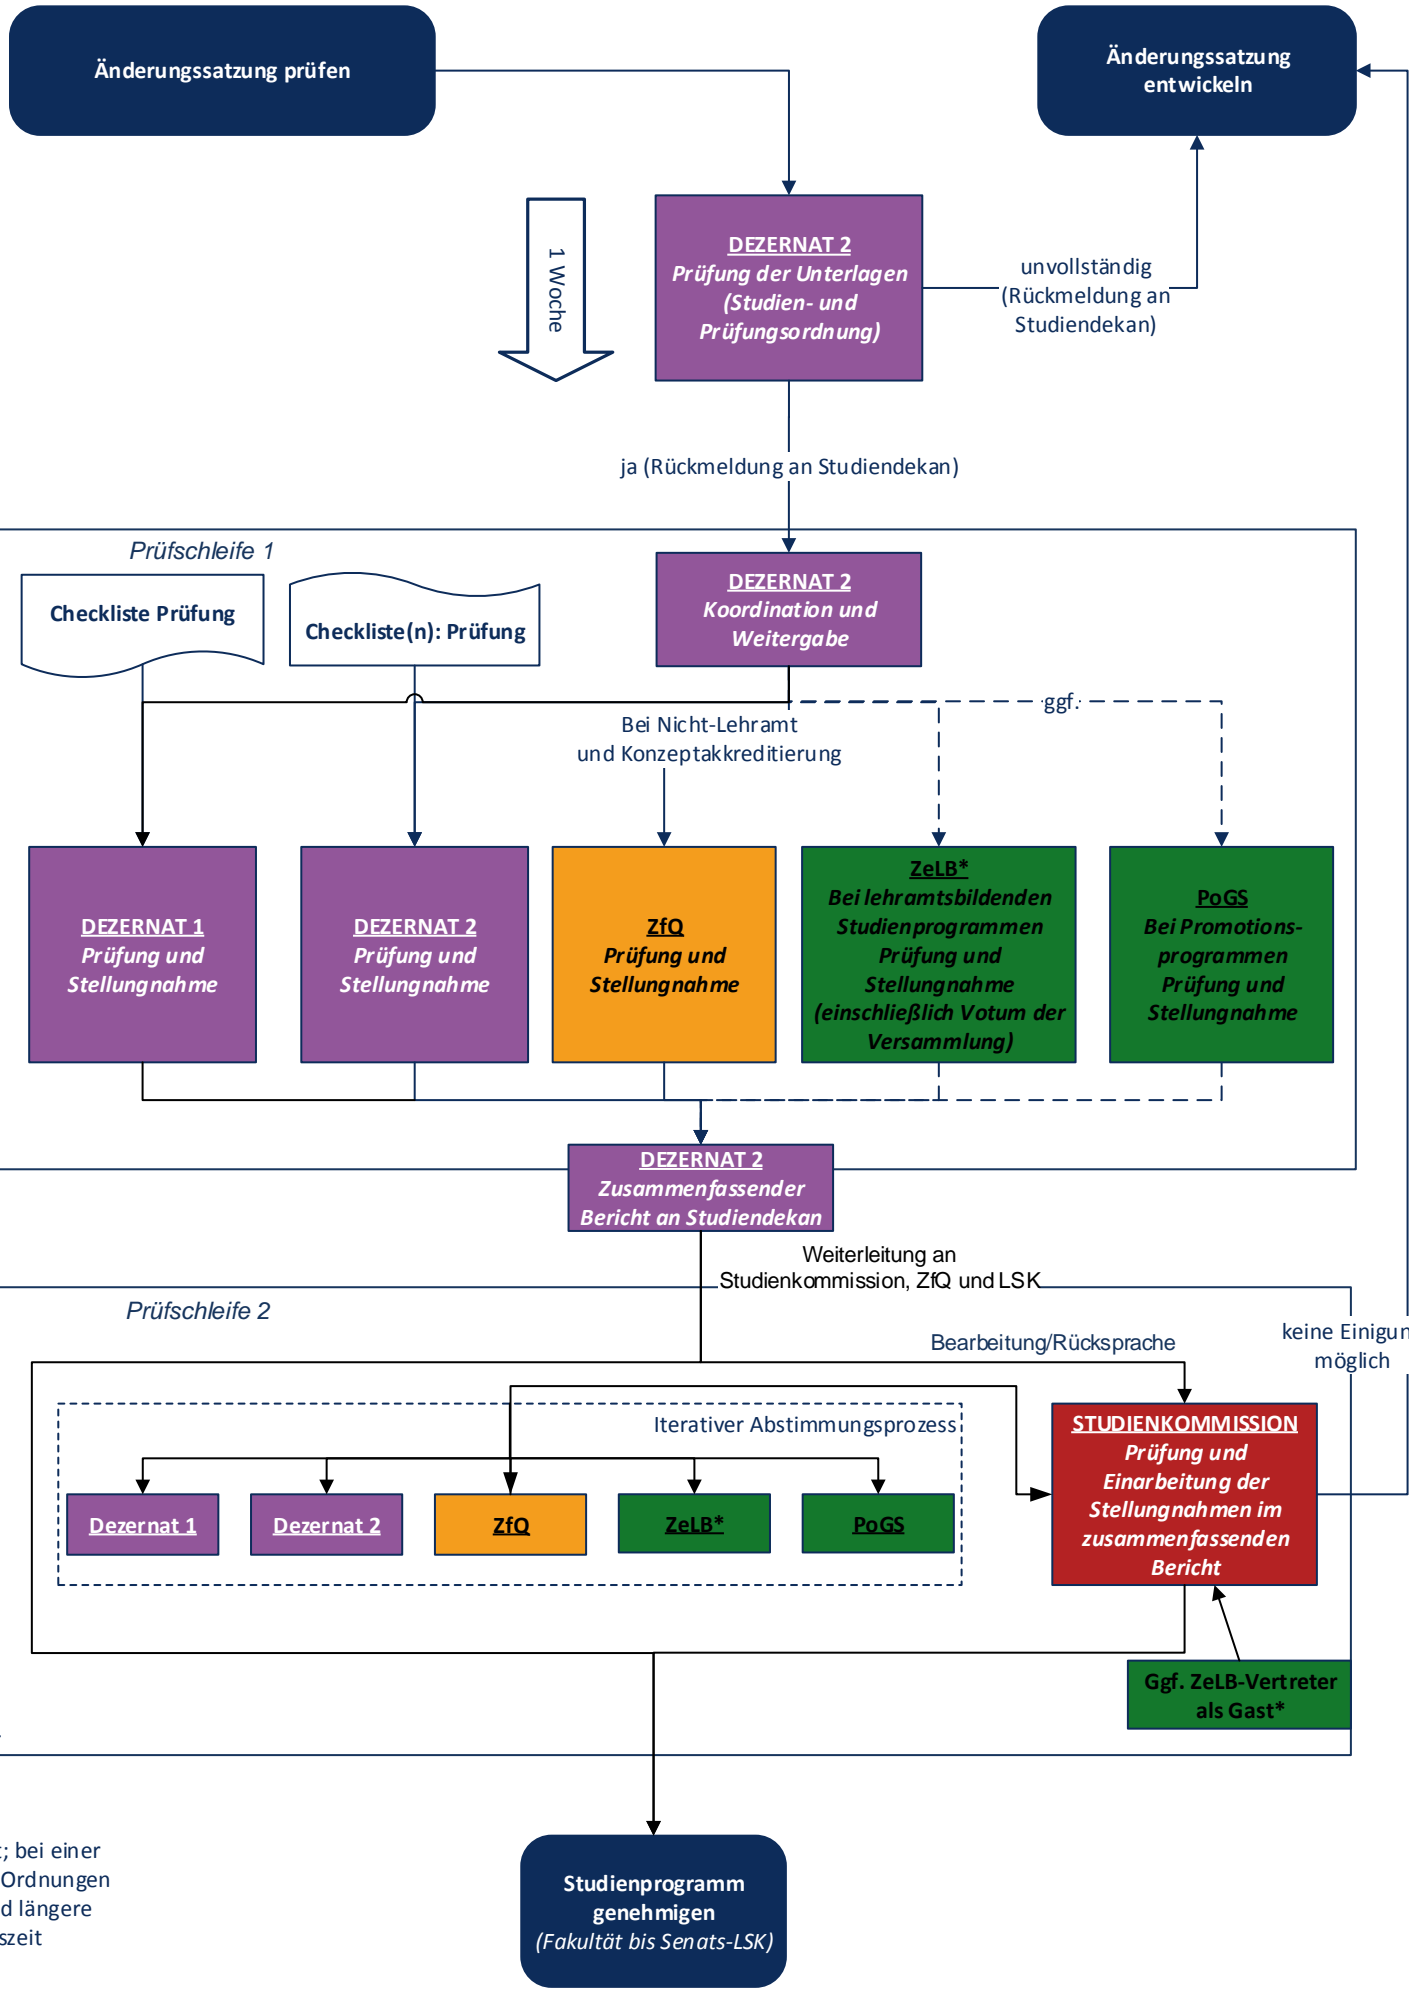 Änderungssatzung prüfen
Änderungssatzung
entwickeln
1 Woche
DEZERNAT 2
Prüfung der Unterlagen
(Studien- und
Prüfungsordnung)
unvollständig
(Rückmeldung an
Studiendekan)
ja (Rückmeldung an Studiendekan)
Prüfschleife 1
Checkliste Prüfung
Checkliste(n): Prüfung
DEZERNAT 2
Koordination und
Weitergabe
ggf.
Bei Nicht-Lehramt
und Konzeptakkreditierung
DEZERNAT 1
Prüfung und
Stellungnahme
DEZERNAT 2
Prüfung und
Stellungnahme
ZfQ
Prüfung und
Stellungnahme
ZeLB*
Bei lehramtsbildenden
Studienprogrammen
Prüfung und
Stellungnahme
(einschließlich Votum der
Versammlung)
PoGS
Bei Promotions-
programmen
Prüfung und
Stellungnahme
DEZERNAT 2
Zusammenfassender
Bericht an Studiendekan
Weiterleitung an
Studienkommission, ZfQ und LSK
Prüfschleife 2
Bearbeitung/Rücksprache
keine Einigun
möglich
Iterativer Abstimmungsprozess
Dezernat 1
Dezernat 2
ZfQ
ZeLB*
PoGS
STUDIENKOMMISSION
Prüfung und
Einarbeitung der
Stellungnahmen im
zusammenfassenden
Bericht
Ggf. ZeLB-Vertreter
als Gast*
; bei einer
Ordnungen
d längere
szeit
Studienprogramm
genehmigen
(Fakultät bis Senats-LSK)